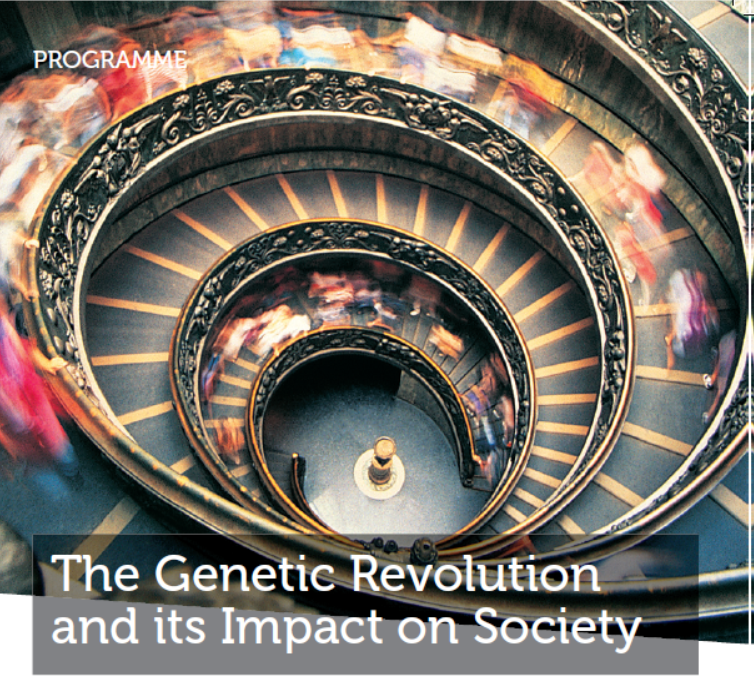 PROGRAMME
The Genetic Revolution
and its Impact on Society